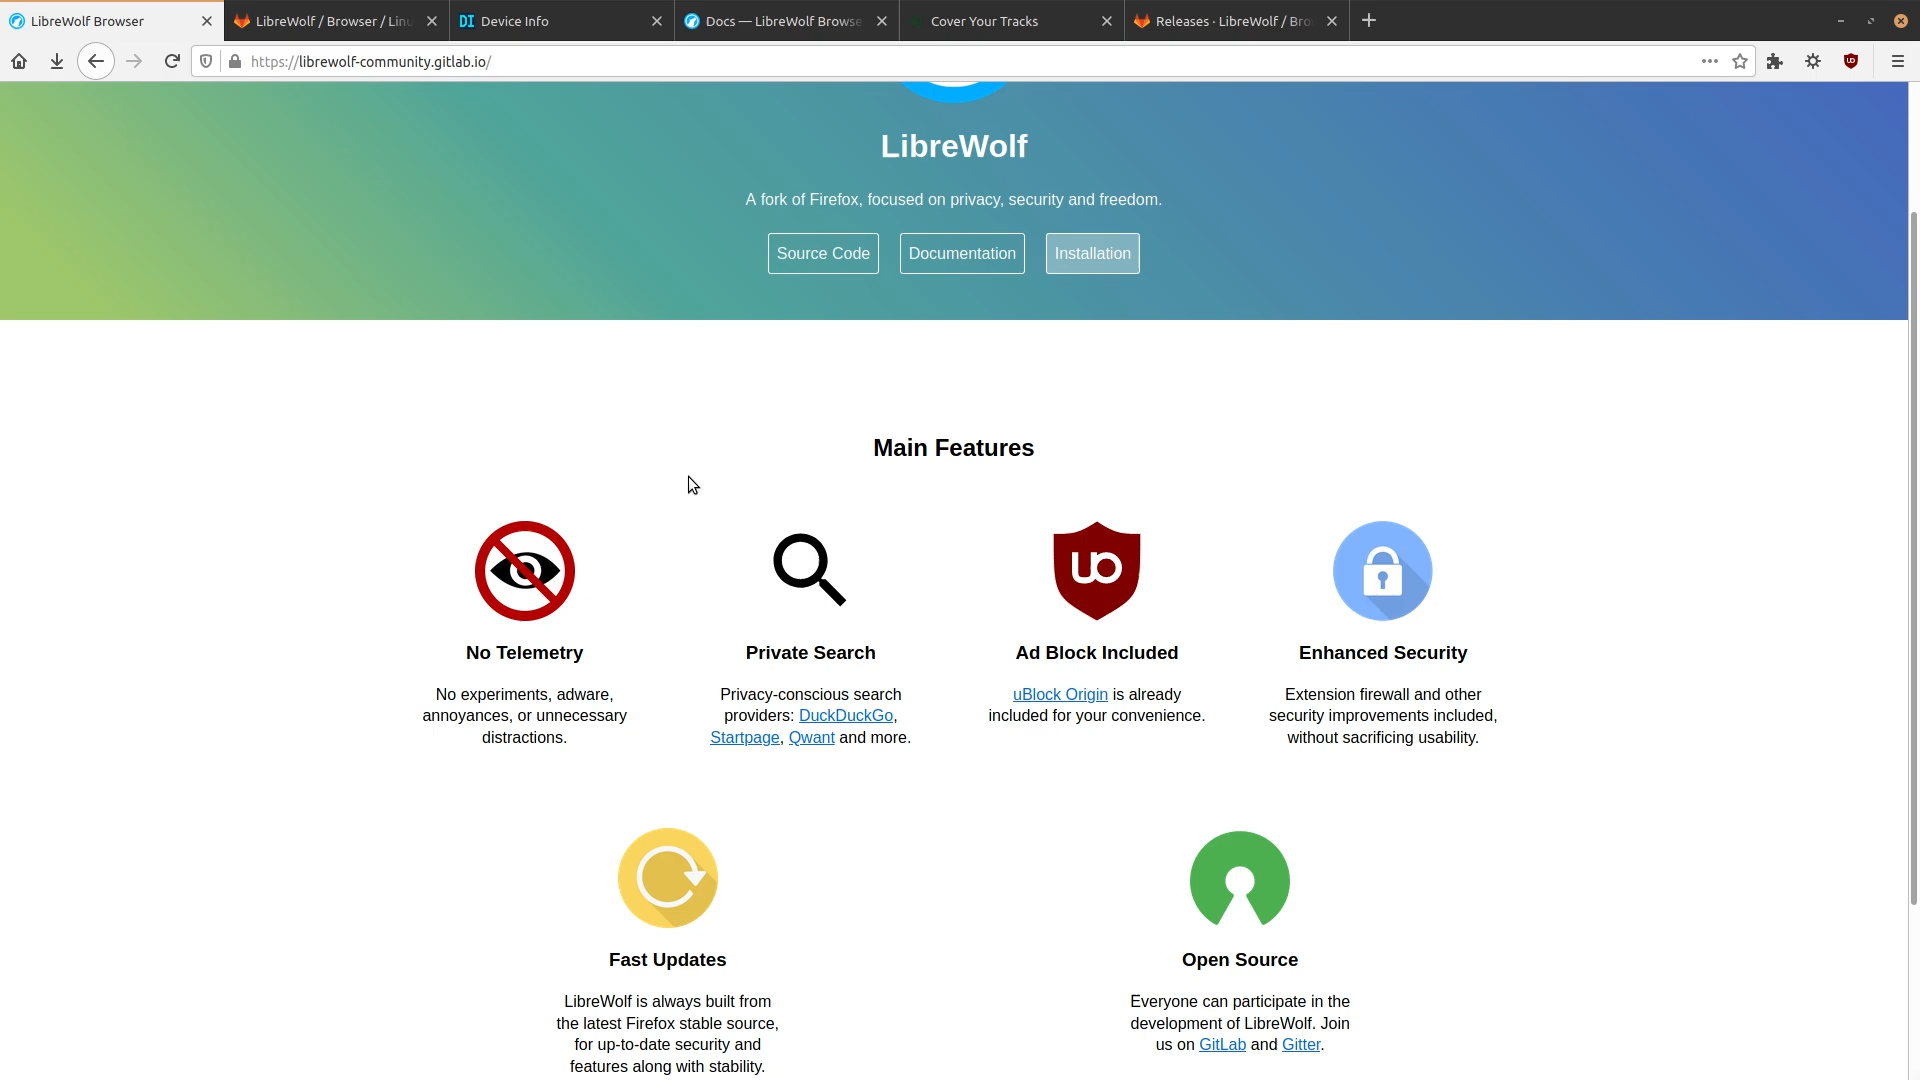 LibreWolf Browser
LibreWolf / Browser / Linu
Device Info
Docs — LibreWolf Browse
Cover Your Tracks
Releases · LibreWolf / Bro
https://librewolf-community.gitlab.io/
LibreWolf
A fork of Firefox, focused on privacy, security and freedom.
Source Code
Documentation
Installation
Main Features
UO
No Telemetry
Private Search
Ad Block Included
Enhanced Security
No experiments, adware,
annoyances, or unnecessary
distractions.
Privacy-conscious search
providers: DuckDuckGo,
Startpage, Qwant and more.
uBlock Origin is already
included for your convenience.
Extension firewall and other
security improvements included,
without sacrificing usability.
Fast Updates
Open Source
LibreWolf is always built from
the latest Firefox stable source,
for up-to-date security and
features along with stability.
Everyone can participate in the
development of LibreWolf. Join
us on GitLab and Gitter.